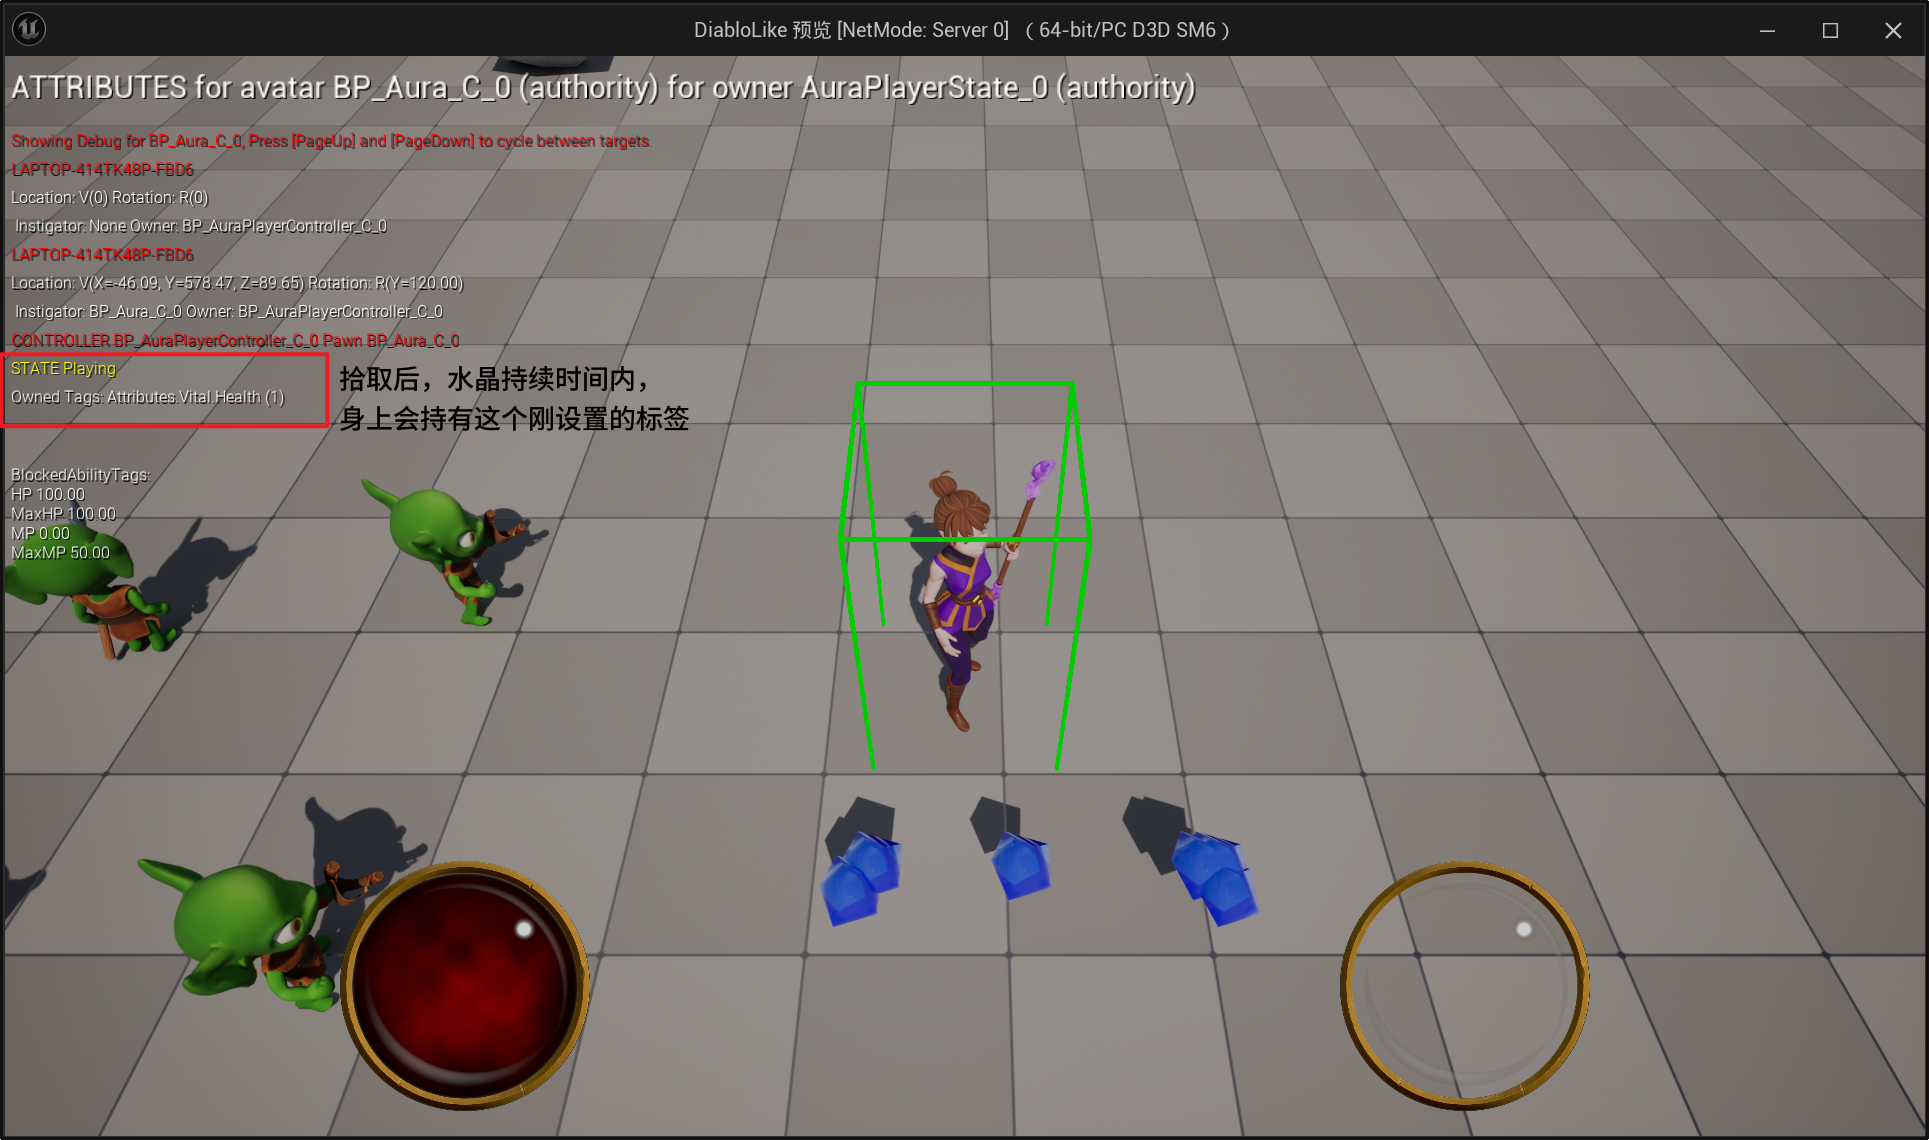 DiabloLike 预览 [NetMode: Server 0] （64-bit/PC D3D SM6）
ATTRIBUTES for avatar BP_Aura_C_0 (authority) for owner AuraPlayerState_0 (authority)
Showing Debug for BP_Aura_C_0, Press [PageUp] and [PageDown] to cycle between targets.
LAPTOP-414TK48P-FBD6
Location: V(0) Rotation: R(0)
Instigator: None Owner: BP_AuraPlayerController_C_0
LAPTOP-414TK48P-FBD6
Location: V(X=-46.09, Y=578.47, Z=89.65) Rotation: R(Y=120.00)
Instigator: BP_Aura_C_0 Owner: BP_AuraPlayerController_C_0
CONTROLLER BP_AuraPlayerController_C_0 Pawn BP_Aura_C_0
STATE Playing
Owned Tags: Attributes.Vital.Health (1)
拾取后，水晶持续时间内，
身上会持有这个刚设置的标签
BlockedAbilityTags:
HP 100.00
MaxHP 100.00
MP 0.00
MaxMP 50.00